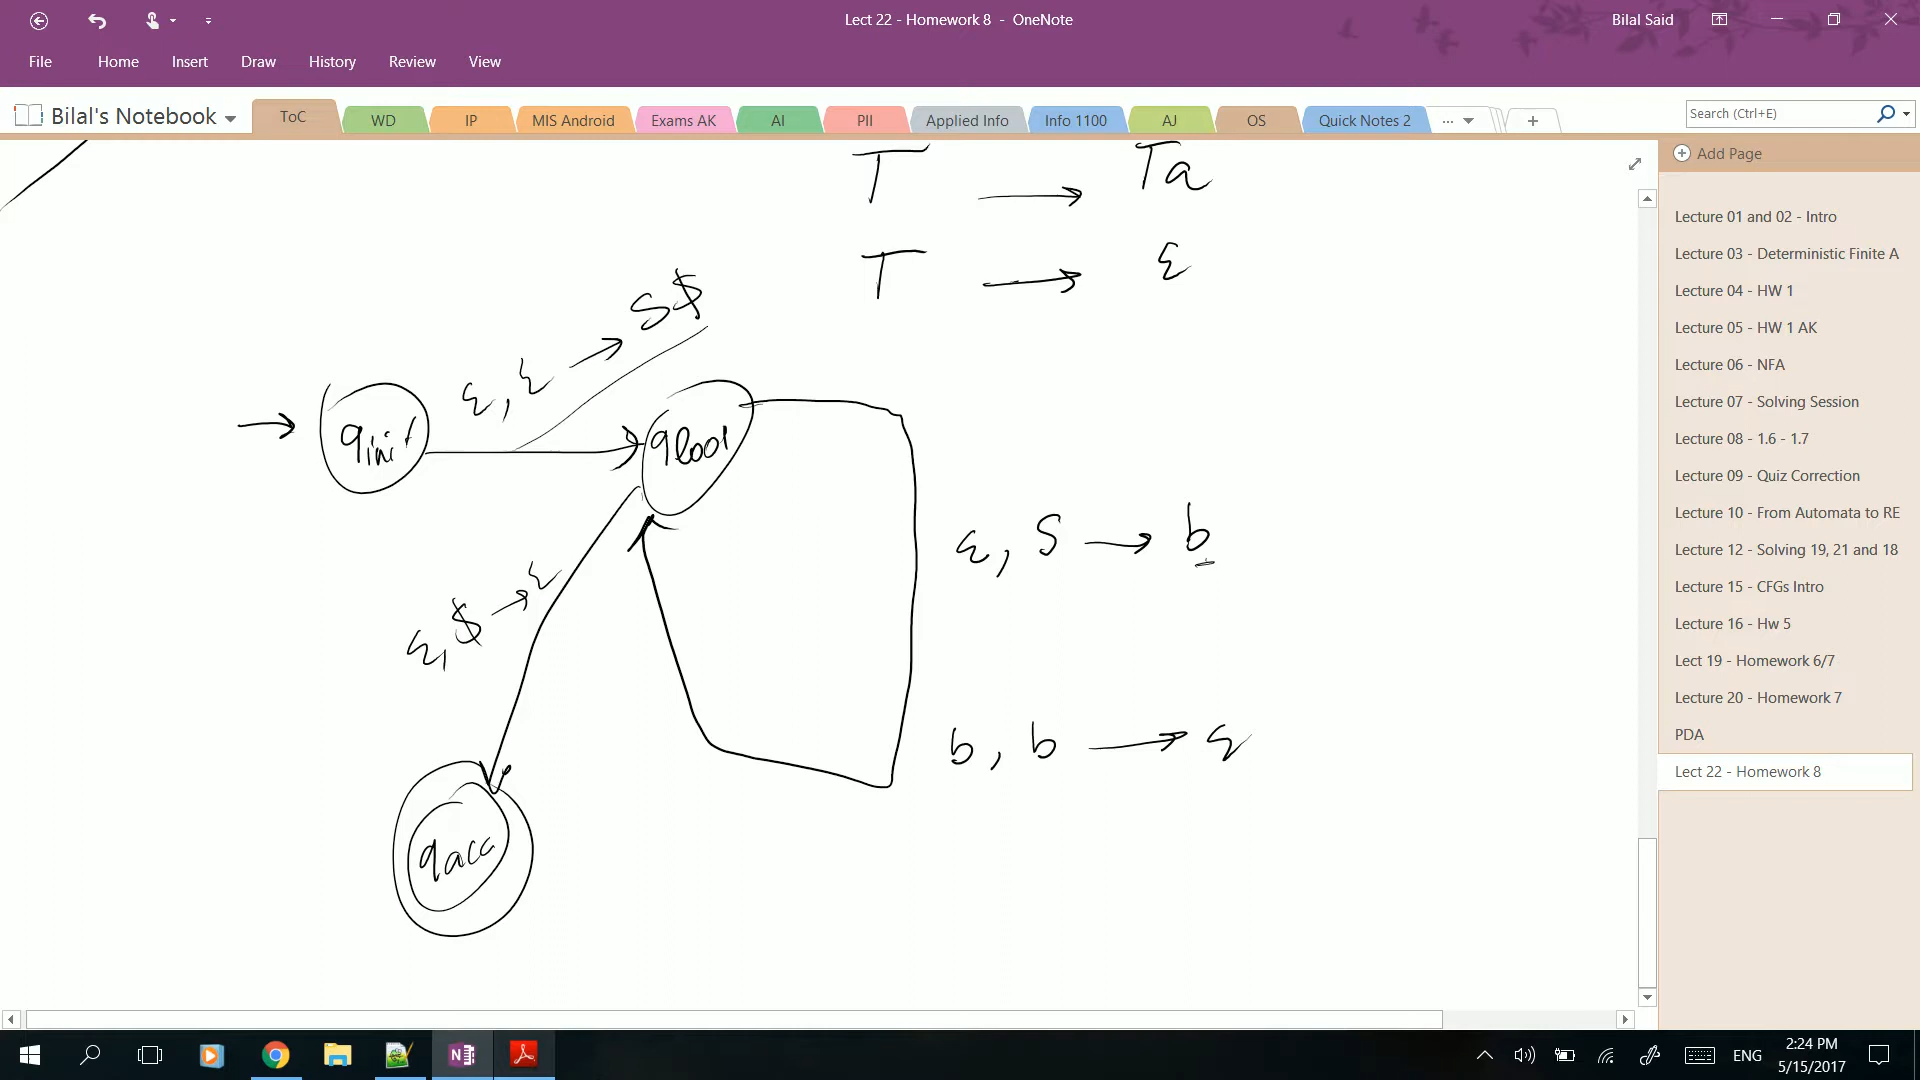 Lect 22 - Homework 8 - OneNote
Bilal Said
File Home Insert Draw History Review View
Bilal's Notebook ToC WD IP MIS Android Exams AK AI PII Applied Info Info 1100 AJ OS Quick Notes 2 ... +
Search (Ctrl+E)
Add Page
Lecture 01 and 02 - Intro
Lecture 03 - Deterministic Finite A
Lecture 04 - HW 1
Lecture 05 - HW 1 AK
Lecture 06 - NFA
Lecture 07 - Solving Session
Lecture 08 - 1.6 - 1.7
Lecture 09 - Quiz Correction
Lecture 10 - From Automata to RE
Lecture 12 - Solving 19, 21 and 18
Lecture 15 - CFGs Intro
Lecture 16 - Hw 5
Lect 19 - Homework 6/7
Lecture 20 - Homework 7
PDA
Lect 22 - Homework 8
T → Ta
T → ε
ε, ε → S$
qinit
qloop
ε, S → b
ε, $ → ε
b, b → ε
qacc
ENG
2:24 PM
5/15/2017